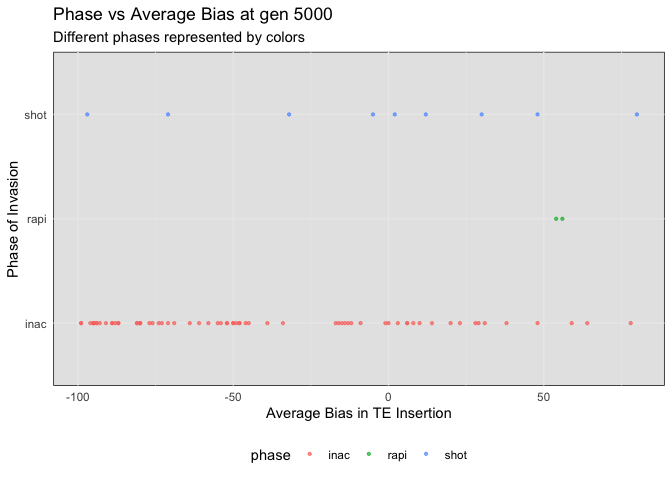 Phase vs Average Bias at gen 5000
Different phases represented by colors
Phase of Invasion
shot
rapi
inac
-100 -50 0 50
Average Bias in TE Insertion
phase inac rapi shot